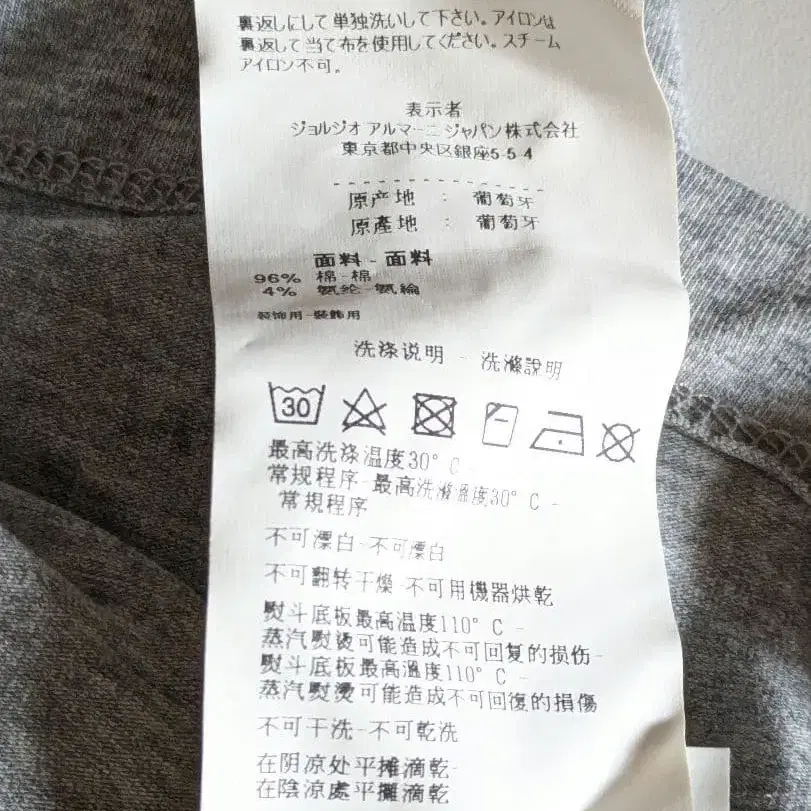 裏返しにして単独洗いして下さい。アイロンは
裏返して当て布を使用してください。スチーム
アイロン不可。
表示者
ジョルジオ アルマーニ ジャパン株式会社
東京都中央区銀座5-5-4
原产地 : 葡萄牙
原產地 : 葡萄牙
面料-面料
96% 棉-棉
4% 氨纶-氨綸
装饰用-裝飾用
洗涤说明 - 洗滌說明
30
最高洗涤温度30° C -
常规程序-最高洗滌溫度30° C -
常規程序
不可漂白-不可漂白
不可翻转干燥-不可用機器烘乾
熨斗底板最高温度110° C -
蒸汽熨烫可能造成不可回复的损伤-
熨斗底板最高溫度110° C -
蒸汽熨燙可能造成不可回復的損傷
不可干洗-不可乾洗
在阴凉处平摊滴乾-
在陰涼處平攤滴乾